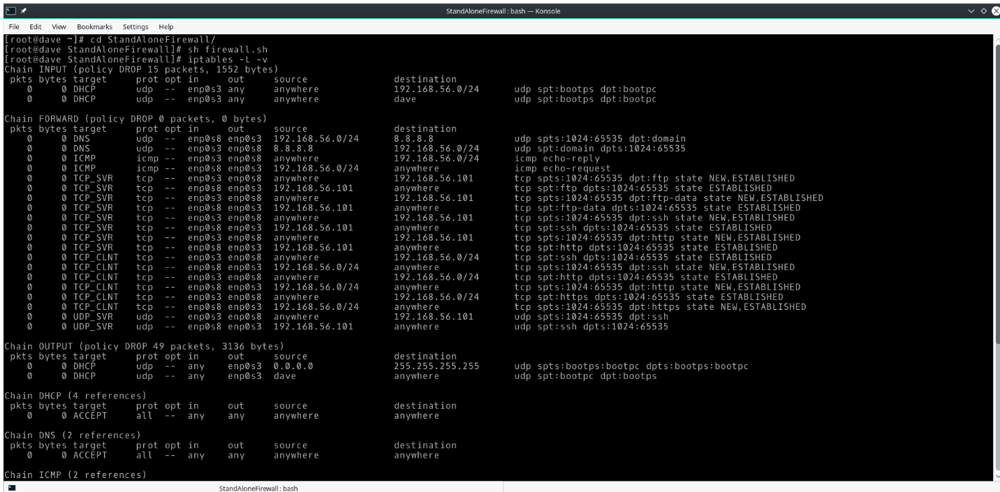 StandAloneFirewall : bash — Konsole
File Edit View Bookmarks Settings Help
[root@dave ~]# cd StandAloneFirewall/
[root@dave StandAloneFirewall]# sh firewall.sh
[root@dave StandAloneFirewall]# iptables -L -v
Chain INPUT (policy DROP 15 packets, 1552 bytes)
 pkts bytes target     prot opt in     out     source               destination
    0     0 DHCP       udp  --  enp0s3 any     anywhere             192.168.56.0/24      udp spt:bootps dpt:bootpc
    0     0 DHCP       udp  --  enp0s3 any     anywhere             dave                 udp spt:bootps dpt:bootpc
Chain FORWARD (policy DROP 0 packets, 0 bytes)
 pkts bytes target     prot opt in     out     source               destination
    0     0 DNS        udp  --  enp0s8 enp0s3  192.168.56.0/24      8.8.8.8              udp spts:1024:65535 dpt:domain
    0     0 DNS        udp  --  enp0s3 enp0s8  8.8.8.8              192.168.56.0/24      udp spt:domain dpts:1024:65535
    0     0 ICMP       icmp --  enp0s8 enp0s3  anywhere             192.168.56.0/24      icmp echo-reply
    0     0 ICMP       icmp --  enp0s3 enp0s8  192.168.56.0/24      anywhere             icmp echo-request
    0     0 TCP_SVR    tcp  --  enp0s3 enp0s8  anywhere             192.168.56.101       tcp spts:1024:65535 dpt:ftp state NEW,ESTABLISHED
    0     0 TCP_SVR    tcp  --  enp0s8 enp0s3  192.168.56.101       anywhere             tcp spt:ftp dpts:1024:65535 state ESTABLISHED
    0     0 TCP_SVR    tcp  --  enp0s3 enp0s8  anywhere             192.168.56.101       tcp spts:1024:65535 dpt:ftp-data state NEW,ESTABLISHED
    0     0 TCP_SVR    tcp  --  enp0s8 enp0s3  192.168.56.101       anywhere             tcp spt:ftp-data dpts:1024:65535 state ESTABLISHED
    0     0 TCP_SVR    tcp  --  enp0s3 enp0s8  anywhere             192.168.56.101       tcp spts:1024:65535 dpt:ssh state NEW,ESTABLISHED
    0     0 TCP_SVR    tcp  --  enp0s8 enp0s3  192.168.56.101       anywhere             tcp spt:ssh dpts:1024:65535 state ESTABLISHED
    0     0 TCP_SVR    tcp  --  enp0s3 enp0s8  anywhere             192.168.56.101       tcp spts:1024:65535 dpt:http state NEW,ESTABLISHED
    0     0 TCP_SVR    tcp  --  enp0s8 enp0s3  192.168.56.101       anywhere             tcp spt:http dpts:1024:65535 state ESTABLISHED
    0     0 TCP_CLNT   tcp  --  enp0s3 enp0s8  anywhere             192.168.56.0/24      tcp spt:ssh dpts:1024:65535 state ESTABLISHED
    0     0 TCP_CLNT   tcp  --  enp0s8 enp0s3  192.168.56.0/24      anywhere             tcp spts:1024:65535 dpt:ssh state NEW,ESTABLISHED
    0     0 TCP_CLNT   tcp  --  enp0s3 enp0s8  anywhere             192.168.56.0/24      tcp spt:http dpts:1024:65535 state ESTABLISHED
    0     0 TCP_CLNT   tcp  --  enp0s8 enp0s3  192.168.56.0/24      anywhere             tcp spts:1024:65535 dpt:http state NEW,ESTABLISHED
    0     0 TCP_CLNT   tcp  --  enp0s3 enp0s8  anywhere             192.168.56.0/24      tcp spt:https dpts:1024:65535 state ESTABLISHED
    0     0 TCP_CLNT   tcp  --  enp0s8 enp0s3  192.168.56.0/24      anywhere             tcp spts:1024:65535 dpt:https state NEW,ESTABLISHED
    0     0 UDP_SVR    udp  --  enp0s3 enp0s8  anywhere             192.168.56.101       udp spts:1024:65535 dpt:ssh
    0     0 UDP_SVR    udp  --  enp0s8 enp0s3  192.168.56.101       anywhere             udp spt:ssh dpts:1024:65535
Chain OUTPUT (policy DROP 49 packets, 3136 bytes)
 pkts bytes target     prot opt in     out     source               destination
    0     0 DHCP       udp  --  any    enp0s3  0.0.0.0              255.255.255.255      udp spts:bootps:bootpc dpts:bootps:bootpc
    0     0 DHCP       udp  --  any    enp0s3  dave                 anywhere             udp spt:bootpc dpt:bootps
Chain DHCP (4 references)
 pkts bytes target     prot opt in     out     source               destination
    0     0 ACCEPT     all  --  any    any     anywhere             anywhere
Chain DNS (2 references)
 pkts bytes target     prot opt in     out     source               destination
    0     0 ACCEPT     all  --  any    any     anywhere             anywhere
Chain ICMP (2 references)
StandAloneFirewall : bash